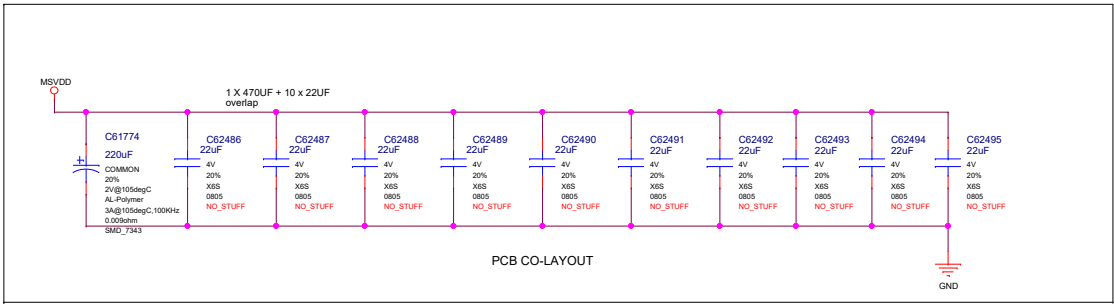 MSVDD
1 X 470UF + 10 x 22UF
overlap
C61774
220uF
COMMON
20%
2V@105degC
AL-Polymer
3A@105degC,100KHz
0.009ohm
SMD_7343
C62486
22uF
4V
20%
X6S
0805
NO_STUFF
C62487
22uF
4V
20%
X6S
0805
NO_STUFF
C62488
22uF
4V
20%
X6S
0805
NO_STUFF
C62489
22uF
4V
20%
X6S
0805
NO_STUFF
C62490
22uF
4V
20%
X6S
0805
NO_STUFF
C62491
22uF
4V
20%
X6S
0805
NO_STUFF
C62492
22uF
4V
20%
X6S
0805
NO_STUFF
C62493
22uF
4V
20%
X6S
0805
NO_STUFF
C62494
22uF
4V
20%
X6S
0805
NO_STUFF
C62495
22uF
4V
20%
X6S
0805
NO_STUFF
PCB CO-LAYOUT
GND